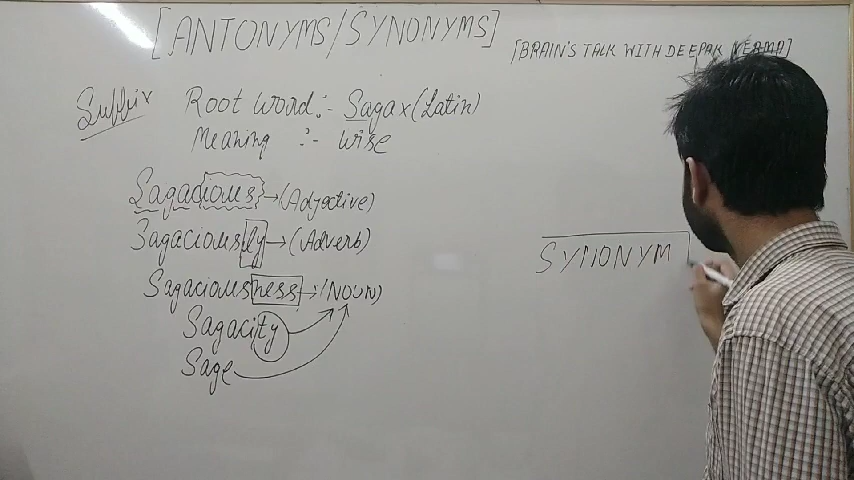 [ANTONYMS/SYNONYMS]
[BRAIN'S TALK WITH DEEPAK VERMA]
Suffix
Root Word:- Sagax (Latin)
Meaning :- Wise
Sagacious→(Adjective)
Sagaciously→(Adverb)
Sagaciousness→(NOUN)
Sagacity
Sage
SYNONYM